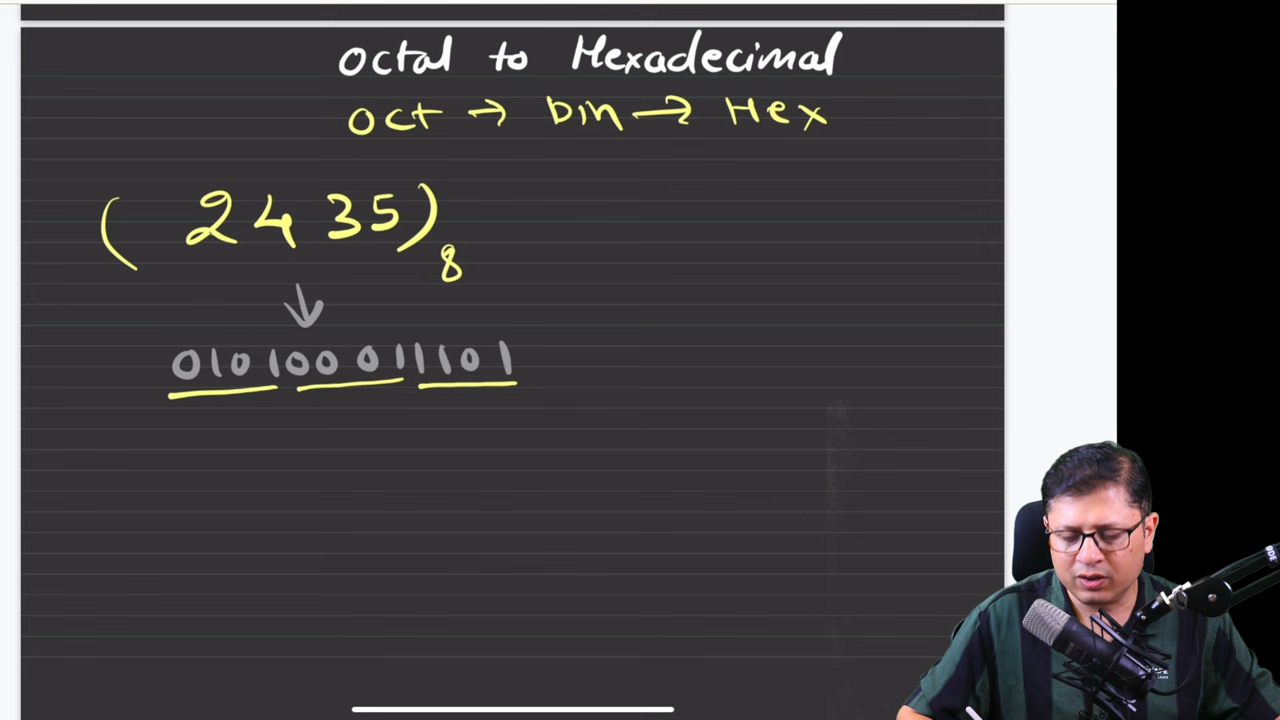 Octal to Hexadecimal
Oct → bin → Hex
( 2435)8
↓
010100011101